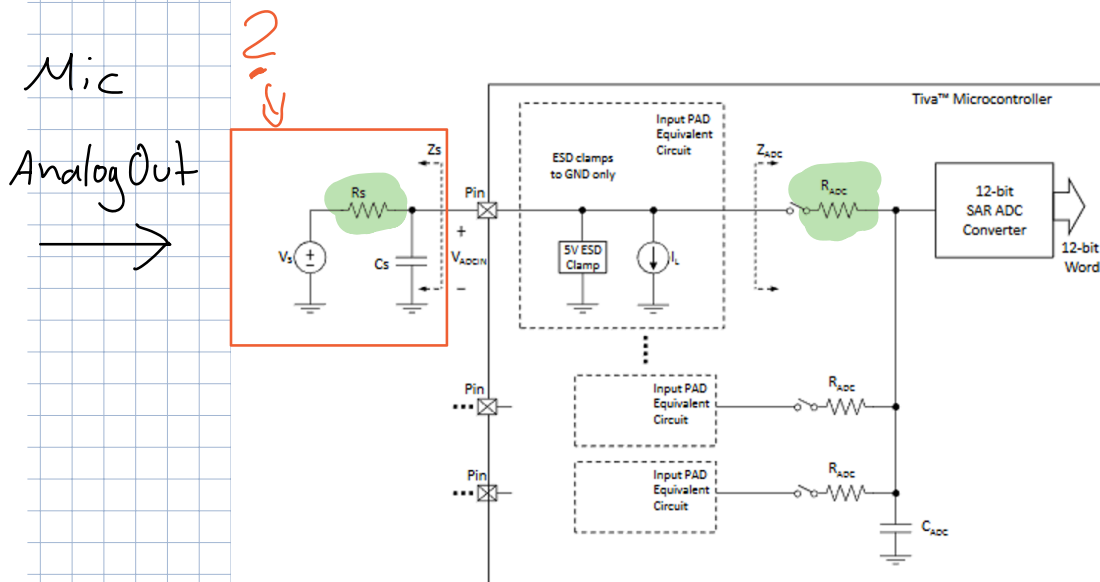 2
Mic
Analog Out
Tiva™ Microcontroller
Input PAD
Equivalent
Circuit
ESD clamps
to GND only
Zs
ZADC
Rs
Pin
RADC
12-bit
SAR ADC
Converter
+
VS
+
−
Cs
VADCIN
−
5V ESD
Clamp
IL
12-bit
Word
Pin
Input PAD
Equivalent
Circuit
RADC
Pin
Input PAD
Equivalent
Circuit
RADC
CADC